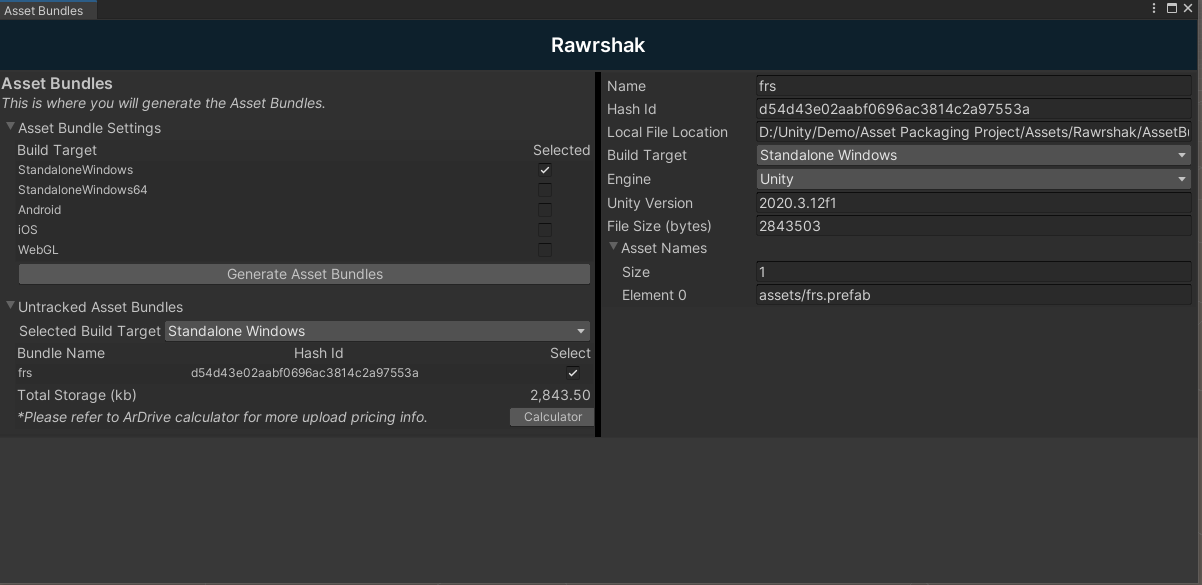 Asset Bundles
Rawrshak
Asset Bundles
This is where you will generate the Asset Bundles.
Asset Bundle Settings
Build Target Selected
StandaloneWindows
StandaloneWindows64
Android
iOS
WebGL
Generate Asset Bundles
Untracked Asset Bundles
Selected Build Target Standalone Windows
Bundle Name Hash Id Select
frs d54d43e02aabf0696ac3814c2a97553a
Total Storage (kb) 2,843.50
*Please refer to ArDrive calculator for more upload pricing info. Calculator
Name frs
Hash Id d54d43e02aabf0696ac3814c2a97553a
Local File Location D:/Unity/Demo/Asset Packaging Project/Assets/Rawrshak/AssetBu
Build Target Standalone Windows
Engine Unity
Unity Version 2020.3.12f1
File Size (bytes) 2843503
Asset Names
Size 1
Element 0 assets/frs.prefab